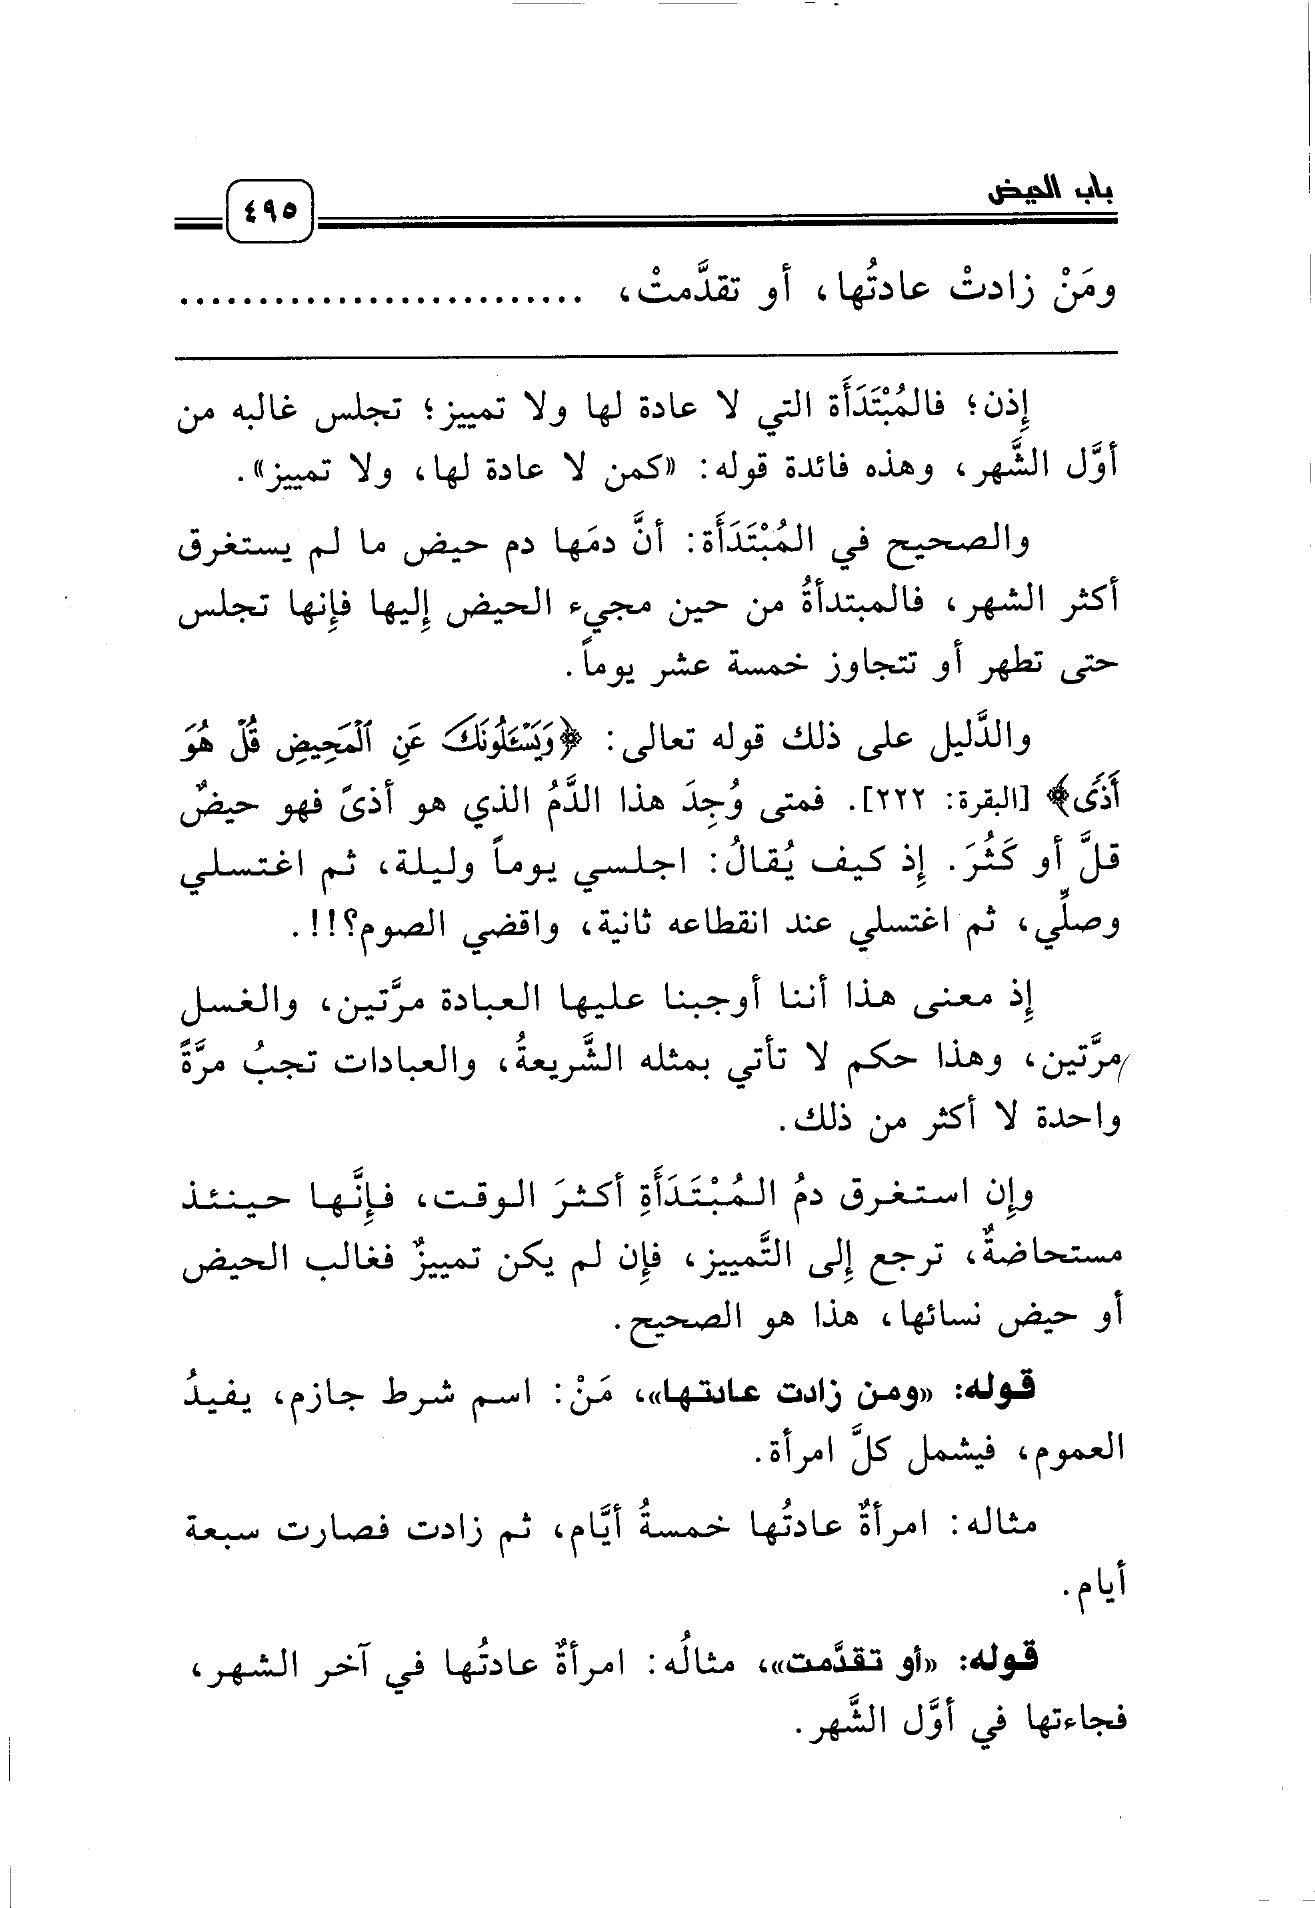 باب الحيض
٤٩٥
ومَنْ زادتْ عادتُها، أو تقدَّمتْ، ..........................
إِذن؛ فالمُبْتَدَأَة التي لا عادة لها ولا تمييز؛ تجلس غالبه من
أوَّل الشَّهر، وهذه فائدة قوله: «كمن لا عادة لها، ولا تمييز».
والصحيح في المُبْتَدَأَة: أنَّ دمَها دم حيض ما لم يستغرق
أكثر الشهر، فالمبتدأةُ من حين مجيء الحيض إِليها فإِنها تجلس
حتى تطهر أو تتجاوز خمسة عشر يوماً.
والدَّليل على ذلك قوله تعالى: ﴿وَيَسْـَٔلُونَكَ عَنِ ٱلْمَحِيضِ قُلْ هُوَ
أَذًى﴾ [البقرة: ٢٢٢]. فمتى وُجِدَ هذا الدَّمُ الذي هو أذىً فهو حيضٌ
قلَّ أو كَثُرَ. إِذ كيف يُقالُ: اجلسي يوماً وليلة، ثم اغتسلي
وصلِّي، ثم اغتسلي عند انقطاعه ثانية، واقضي الصوم؟!!.
إِذ معنى هذا أننا أوجبنا عليها العبادة مرَّتين، والغسل
مرَّتين، وهذا حكم لا تأتي بمثله الشَّريعةُ، والعبادات تجبُ مرَّةً
واحدة لا أكثر من ذلك.
وإِن استغرق دمُ المُبْتَدَأَةِ أكثرَ الوقت، فإِنَّها حينئذ
مستحاضةٌ، ترجع إِلى التَّمييز، فإِن لم يكن تمييزٌ فغالب الحيض
أو حيض نسائها، هذا هو الصحيح.
قوله: «ومن زادت عادتها»، مَنْ: اسم شرط جازم، يفيدُ
العموم، فيشمل كلَّ امرأة.
مثاله: امرأةٌ عادتُها خمسةُ أيَّام، ثم زادت فصارت سبعة
أيام.
قوله: «أو تقدَّمت»، مثالُه: امرأةٌ عادتُها في آخر الشهر،
فجاءتها في أوَّل الشَّهر.